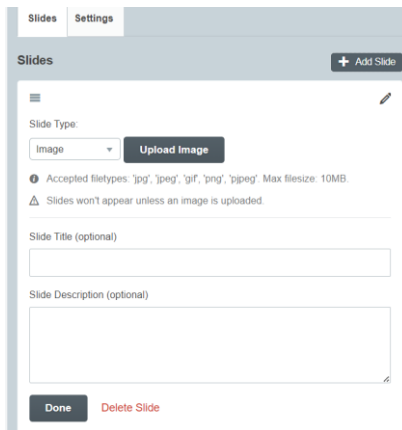 Slides Settings
Slides
+ Add Slide
Slide Type:
Image Upload Image
Accepted filetypes: 'jpg', 'jpeg', 'gif', 'png', 'pjpeg'. Max filesize: 10MB.
Slides won't appear unless an image is uploaded.
Slide Title (optional)
Slide Description (optional)
Done Delete Slide